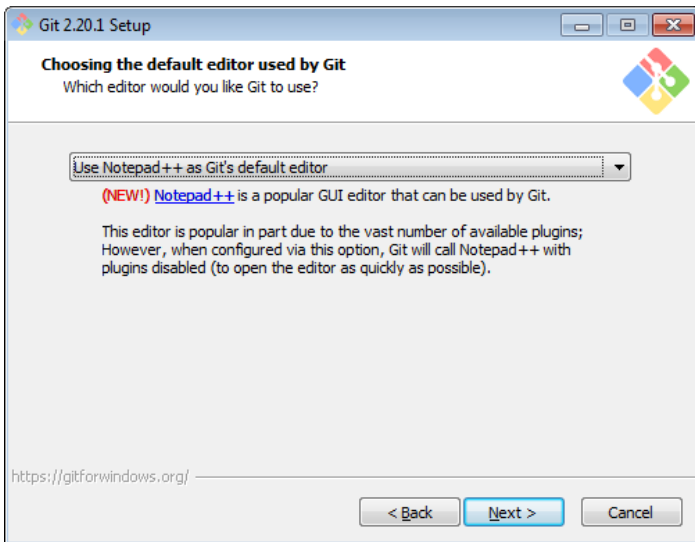 Git 2.20.1 Setup
Choosing the default editor used by Git
Which editor would you like Git to use?
Use Notepad++ as Git's default editor
(NEW!) Notepad++ is a popular GUI editor that can be used by Git.
This editor is popular in part due to the vast number of available plugins;
However, when configured via this option, Git will call Notepad++ with
plugins disabled (to open the editor as quickly as possible).
https://gitforwindows.org/
< Back
Next >
Cancel